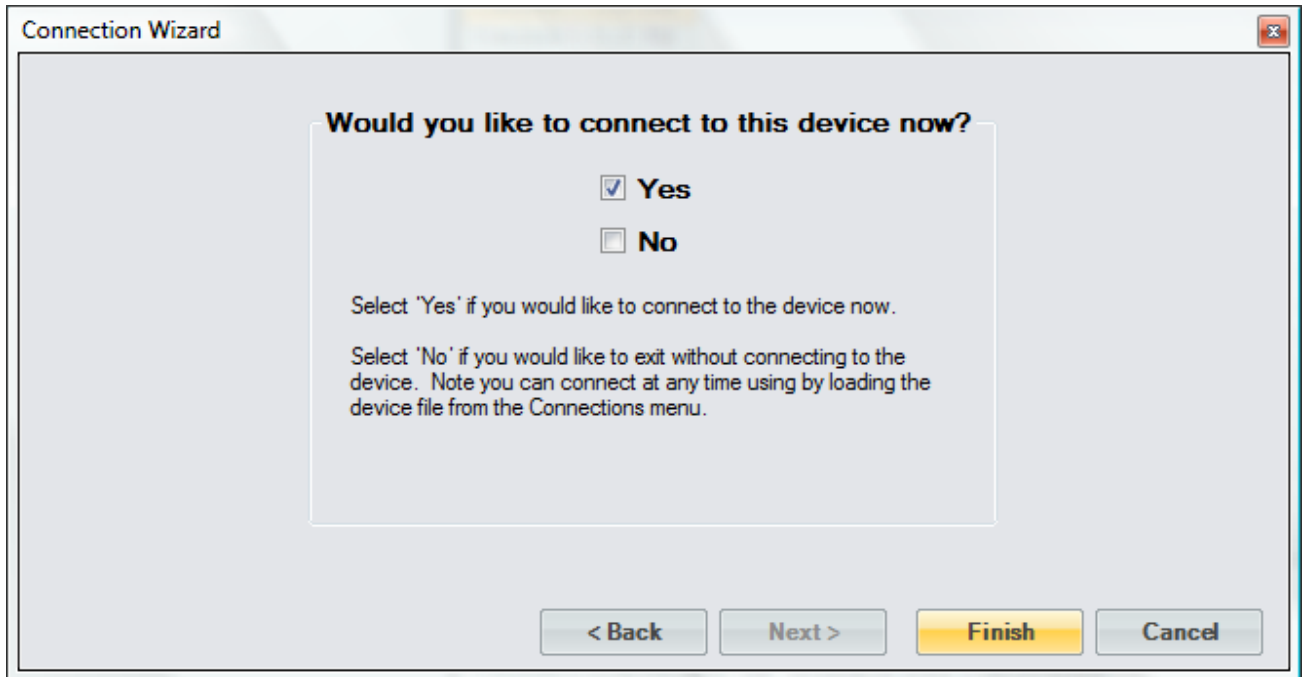 Connection Wizard
Would you like to connect to this device now?
Yes
No
Select 'Yes' if you would like to connect to the device now.
Select 'No' if you would like to exit without connecting to the
device.  Note you can connect at any time using by loading the
device file from the Connections menu.
< Back
Next >
Finish
Cancel